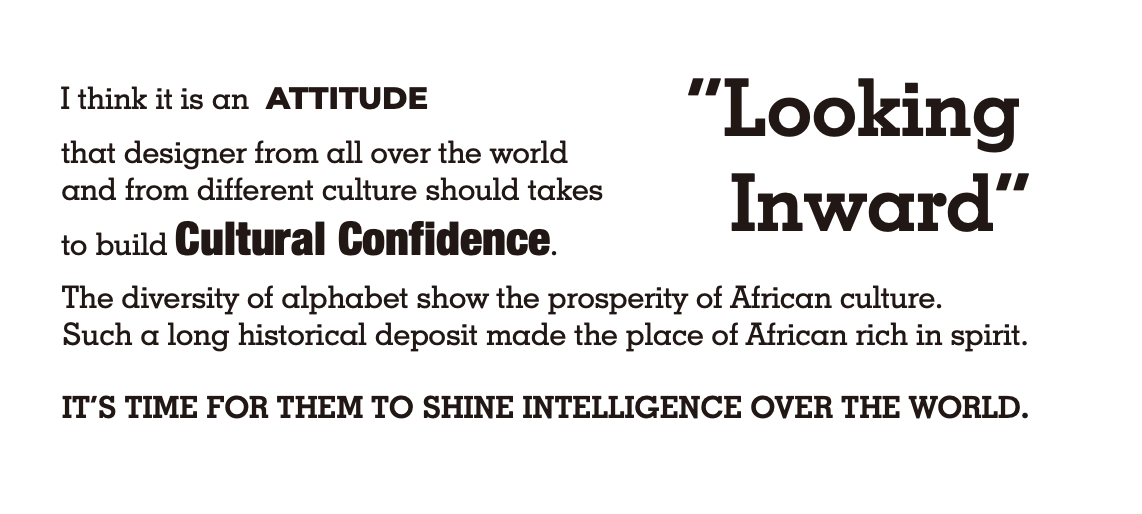 I think it is an ATTITUDE
that designer from all over the world
and from different culture should takes
to build Cultural Confidence.
"Looking
Inward"
The diversity of alphabet show the prosperity of African culture.
Such a long historical deposit made the place of African rich in spirit.
IT'S TIME FOR THEM TO SHINE INTELLIGENCE OVER THE WORLD.